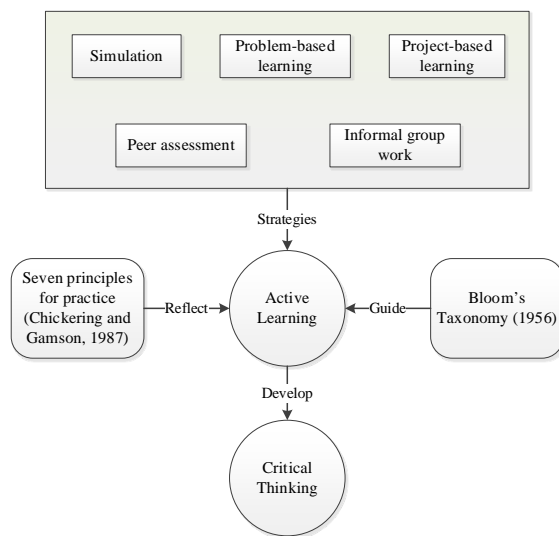 Simulation
Problem-based
learning
Project-based
learning
Peer assessment
Informal group
work
Strategies
Seven principles
for practice
(Chickering and
Gamson, 1987)
Reflect
Active
Learning
Guide
Bloom's
Taxonomy (1956)
Develop
Critical
Thinking